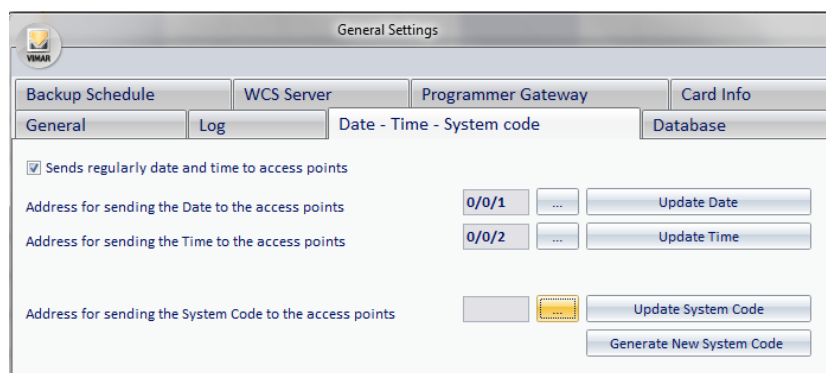 General Settings
VIMAR
Backup Schedule WCS Server Programmer Gateway Card Info
General Log Date - Time - System code Database
Sends regularly date and time to access points
Address for sending the Date to the access points 0/0/1 ... Update Date
Address for sending the Time to the access points 0/0/2 ... Update Time
Address for sending the System Code to the access points ... Update System Code
Generate New System Code